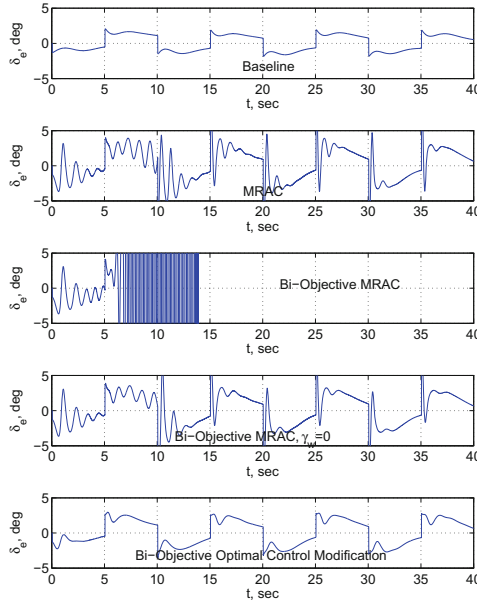 δe, deg
5
0
−5
0 5 10 15 20 25 30 35 40
Baseline
t, sec
δe, deg
5
0
−5
0 5 10 15 20 25 30 35 40
MRAC
t, sec
δe, deg
5
0
−5
0 5 10 15 20 25 30 35 40
Bi−Objective MRAC
t, sec
δe, deg
5
0
−5
0 5 10 15 20 25 30 35 40
Bi−Objective MRAC, γw=0
t, sec
δe, deg
5
0
−5
0 5 10 15 20 25 30 35 40
Bi−Objective Optimal Control Modification
t, sec